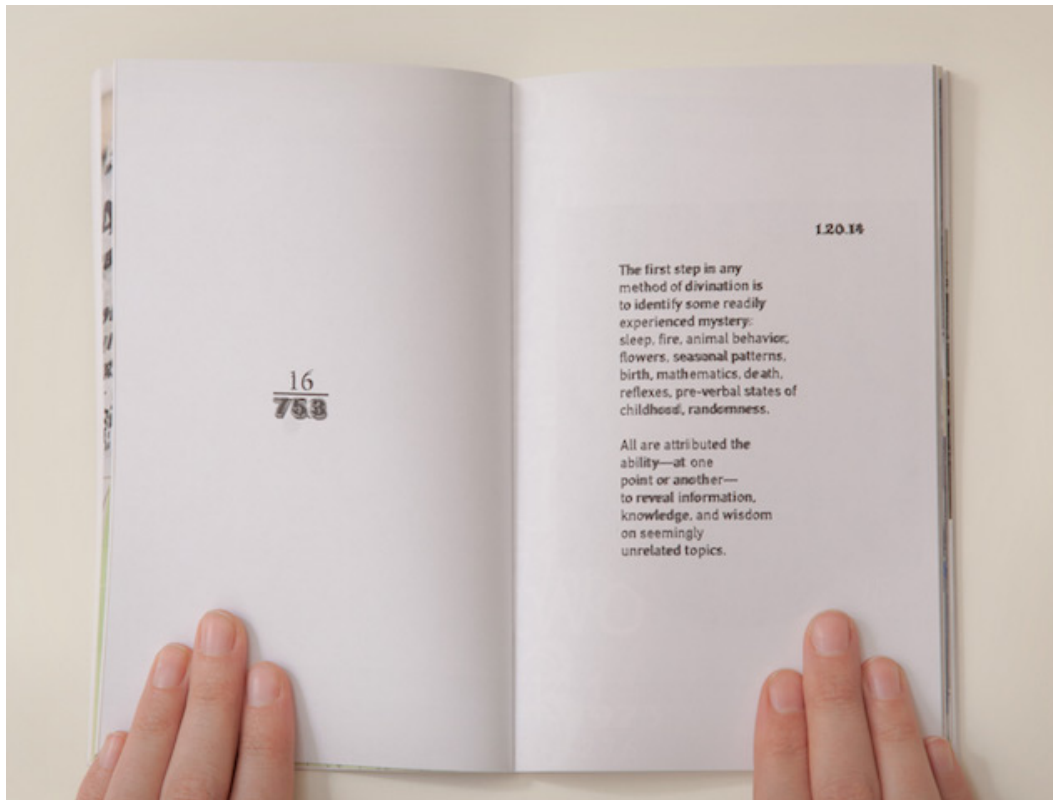 16
753
1.20.14
The first step in any
method of divination is
to identify some readily
experienced mystery:
sleep, fire, animal behavior,
flowers, seasonal patterns,
birth, mathematics, death,
reflexes, pre-verbal states of
childhood, randomness.
All are attributed the
ability—at one
point or another—
to reveal information,
knowledge, and wisdom
on seemingly
unrelated topics.